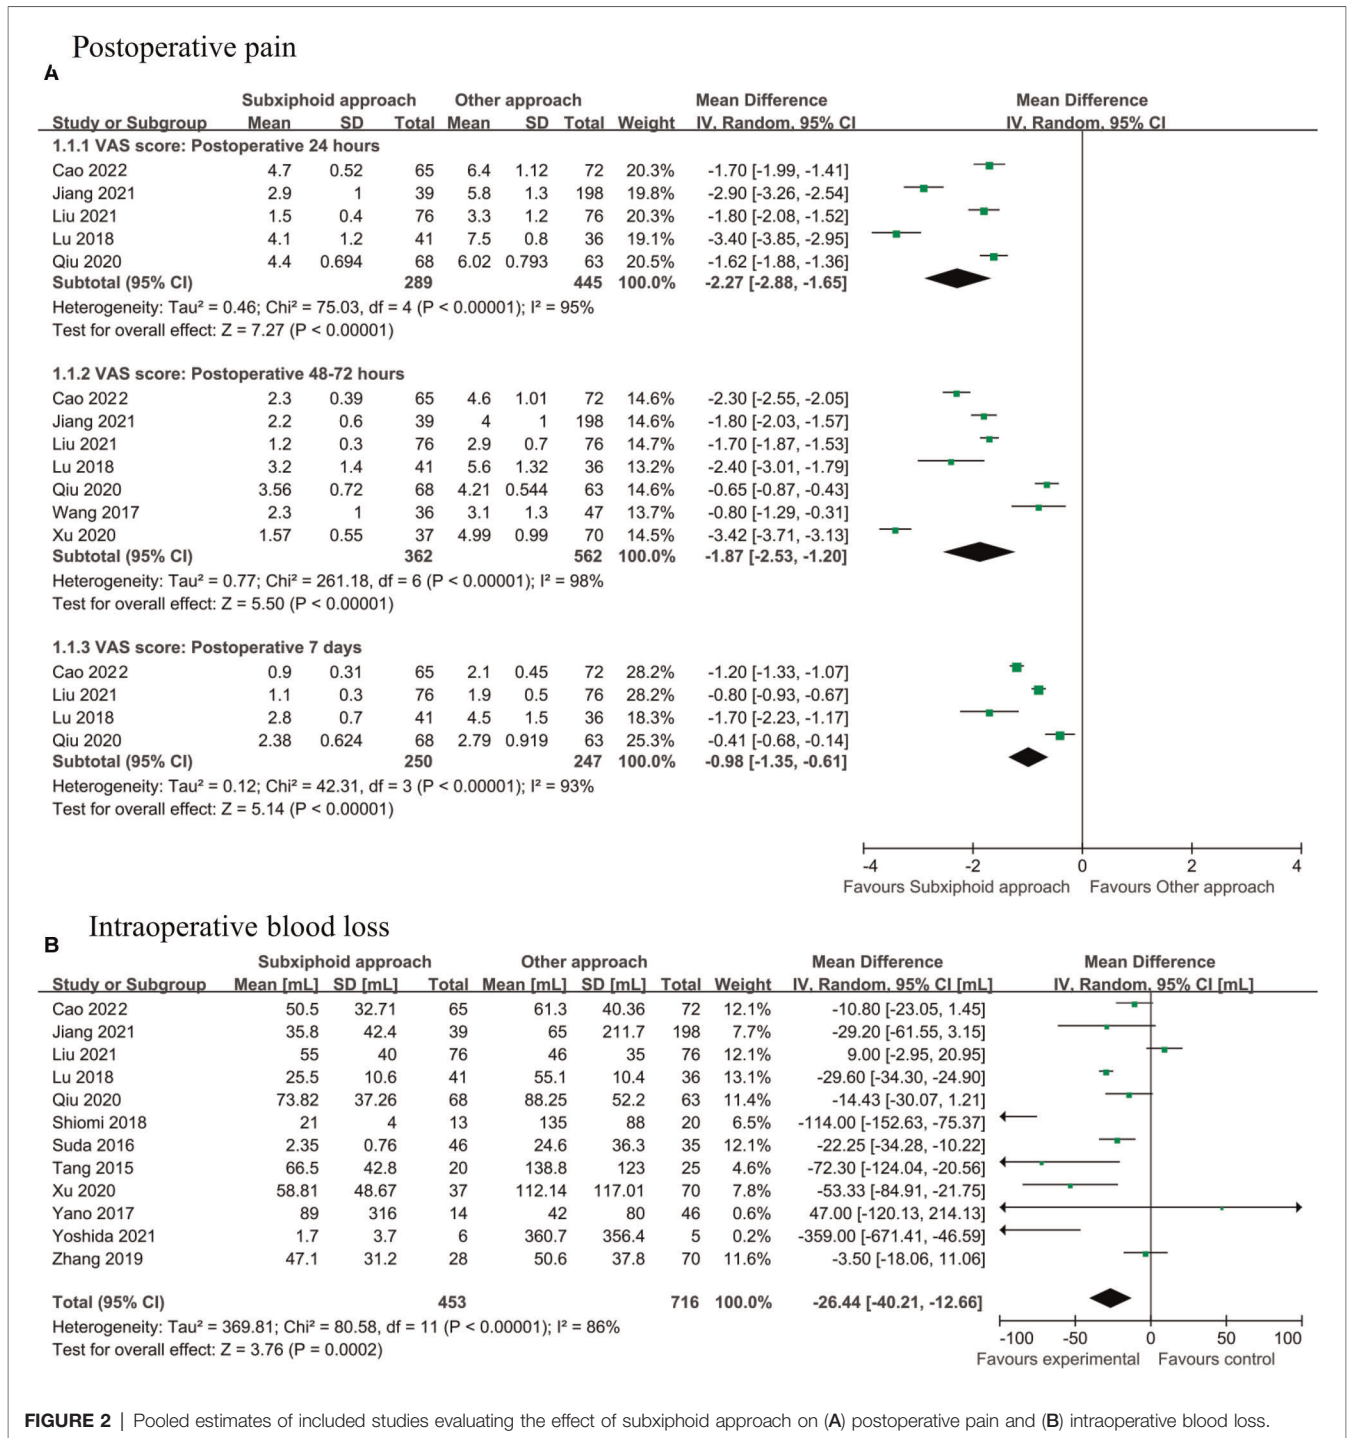 Postoperative pain
A
Subxiphoid approach Other approach Mean Difference Mean Difference
Study or Subgroup Mean SD Total Mean SD Total Weight IV, Random, 95% CI IV, Random, 95% CI
1.1.1 VAS score: Postoperative 24 hours
Cao 2022 4.7 0.52 65 6.4 1.12 72 20.3% -1.70 [-1.99, -1.41]
Jiang 2021 2.9 1 39 5.8 1.3 198 19.8% -2.90 [-3.26, -2.54]
Liu 2021 1.5 0.4 76 3.3 1.2 76 20.3% -1.80 [-2.08, -1.52]
Lu 2018 4.1 1.2 41 7.5 0.8 36 19.1% -3.40 [-3.85, -2.95]
Qiu 2020 4.4 0.694 68 6.02 0.793 63 20.5% -1.62 [-1.88, -1.36]
Subtotal (95% CI) 289 445 100.0% -2.27 [-2.88, -1.65]
Heterogeneity: Tau² = 0.46; Chi² = 75.03, df = 4 (P < 0.00001); I² = 95%
Test for overall effect: Z = 7.27 (P < 0.00001)
1.1.2 VAS score: Postoperative 48-72 hours
Cao 2022 2.3 0.39 65 4.6 1.01 72 14.6% -2.30 [-2.55, -2.05]
Jiang 2021 2.2 0.6 39 4 1 198 14.6% -1.80 [-2.03, -1.57]
Liu 2021 1.2 0.3 76 2.9 0.7 76 14.7% -1.70 [-1.87, -1.53]
Lu 2018 3.2 1.4 41 5.6 1.32 36 13.2% -2.40 [-3.01, -1.79]
Qiu 2020 3.56 0.72 68 4.21 0.544 63 14.6% -0.65 [-0.87, -0.43]
Wang 2017 2.3 1 36 3.1 1.3 47 13.7% -0.80 [-1.29, -0.31]
Xu 2020 1.57 0.55 37 4.99 0.99 70 14.5% -3.42 [-3.71, -3.13]
Subtotal (95% CI) 362 562 100.0% -1.87 [-2.53, -1.20]
Heterogeneity: Tau² = 0.77; Chi² = 261.18, df = 6 (P < 0.00001); I² = 98%
Test for overall effect: Z = 5.50 (P < 0.00001)
1.1.3 VAS score: Postoperative 7 days
Cao 2022 0.9 0.31 65 2.1 0.45 72 28.2% -1.20 [-1.33, -1.07]
Liu 2021 1.1 0.3 76 1.9 0.5 76 28.2% -0.80 [-0.93, -0.67]
Lu 2018 2.8 0.7 41 4.5 1.5 36 18.3% -1.70 [-2.23, -1.17]
Qiu 2020 2.38 0.624 68 2.79 0.919 63 25.3% -0.41 [-0.68, -0.14]
Subtotal (95% CI) 250 247 100.0% -0.98 [-1.35, -0.61]
Heterogeneity: Tau² = 0.12; Chi² = 42.31, df = 3 (P < 0.00001); I² = 93%
Test for overall effect: Z = 5.14 (P < 0.00001)
-4 -2 0 2 4
Favours Subxiphoid approach Favours Other approach
Intraoperative blood loss
B
Subxiphoid approach Other approach Mean Difference Mean Difference
Study or Subgroup Mean [mL] SD [mL] Total Mean [mL] SD [mL] Total Weight IV, Random, 95% CI [mL] IV, Random, 95% CI [mL]
Cao 2022 50.5 32.71 65 61.3 40.36 72 12.1% -10.80 [-23.05, 1.45]
Jiang 2021 35.8 42.4 39 65 211.7 198 7.7% -29.20 [-61.55, 3.15]
Liu 2021 55 40 76 46 35 76 12.1% 9.00 [-2.95, 20.95]
Lu 2018 25.5 10.6 41 55.1 10.4 36 13.1% -29.60 [-34.30, -24.90]
Qiu 2020 73.82 37.26 68 88.25 52.2 63 11.4% -14.43 [-30.07, 1.21]
Shiomi 2018 21 4 13 135 88 20 6.5% -114.00 [-152.63, -75.37]
Suda 2016 2.35 0.76 46 24.6 36.3 35 12.1% -22.25 [-34.28, -10.22]
Tang 2015 66.5 42.8 20 138.8 123 25 4.6% -72.30 [-124.04, -20.56]
Xu 2020 58.81 48.67 37 112.14 117.01 70 7.8% -53.33 [-84.91, -21.75]
Yano 2017 89 316 14 42 80 46 0.6% 47.00 [-120.13, 214.13]
Yoshida 2021 1.7 3.7 6 360.7 356.4 5 0.2% -359.00 [-671.41, -46.59]
Zhang 2019 47.1 31.2 28 50.6 37.8 70 11.6% -3.50 [-18.06, 11.06]
Total (95% CI) 453 716 100.0% -26.44 [-40.21, -12.66]
Heterogeneity: Tau² = 369.81; Chi² = 80.58, df = 11 (P < 0.00001); I² = 86%
Test for overall effect: Z = 3.76 (P = 0.0002)
-100 -50 0 50 100
Favours experimental Favours control
FIGURE 2 | Pooled estimates of included studies evaluating the effect of subxiphoid approach on (A) postoperative pain and (B) intraoperative blood loss.